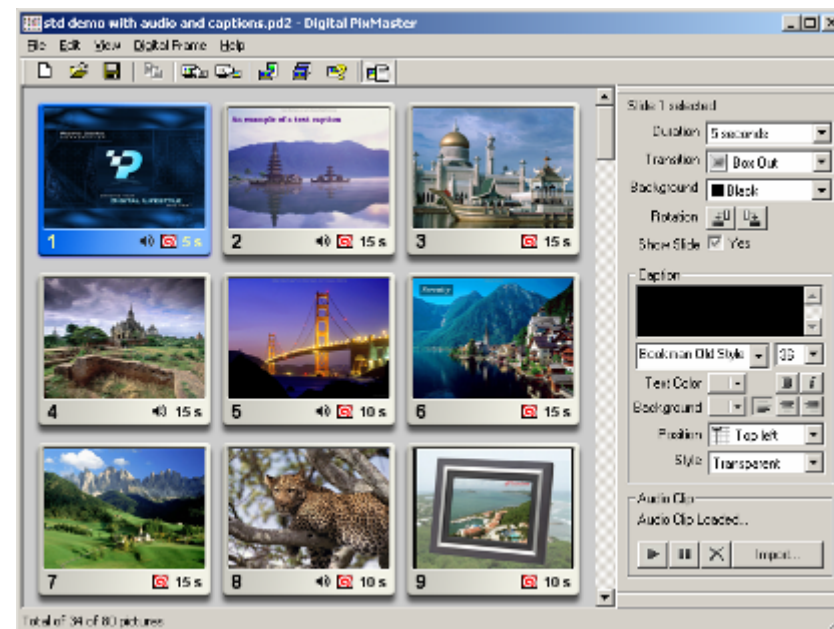 std demo with audio and captions.pd2 - Digital PixMaster
File Edit View Digital Frame Help
An example of a text caption
DIGITAL LIFESTYLE
1 5 s
2 15 s
3 15 s
4 15 s
5 10 s
6 15 s
7 15 s
8 10 s
9 10 s
Slide 1 selected
Duration 5 seconds
Transition Box Out
Background Black
Rotation
Show Slide Yes
Caption
Bookman Old Style 36
Text Color B i
Background
Position Top left
Style Transparent
Audio Clip
Audio Clip Loaded...
Import...
Total of 34 of 80 pictures